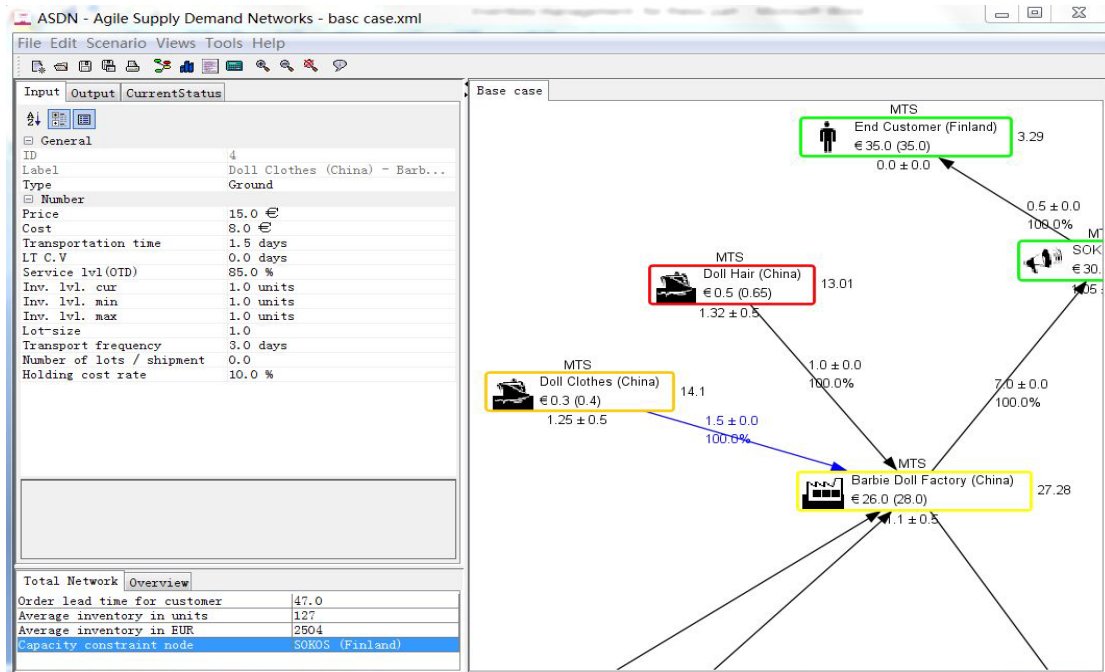 ASDN - Agile Supply Demand Networks - basc case.xml
File Edit Scenario Views Tools Help
Input Output CurrentStatus
General
ID 4
Label Doll Clothes (China) - Barb...
Type Ground
Number
Price 15.0 €
Cost 8.0 €
Transportation time 1.5 days
LT C.V 0.0 days
Service lvl(OTD) 85.0 %
Inv. lvl. cur 1.0 units
Inv. lvl. min 1.0 units
Inv. lvl. max 1.0 units
Lot-size 1.0
Transport frequency 3.0 days
Number of lots / shipment 0.0
Holding cost rate 10.0 %
Total Network Overview
Order lead time for customer 47.0
Average inventory in units 127
Average inventory in EUR 2504
Capacity constraint node SOKOS (Finland)
Base case
MTS
End Customer (Finland)
€ 35.0 (35.0)
3.29
0.0 ± 0.0
0.5 ± 0.0
100.0%
SOK
€ 30.
MTS
Doll Hair (China)
€ 0.5 (0.65)
13.01
1.32 ± 0.5
1.0 ± 0.0
100.0%
7.0 ± 0.0
100.0%
MTS
Doll Clothes (China)
€ 0.3 (0.4)
14.1
1.25 ± 0.5
1.5 ± 0.0
100.0%
MTS
Barbie Doll Factory (China)
€ 26.0 (28.0)
27.28
1.1 ± 0.5